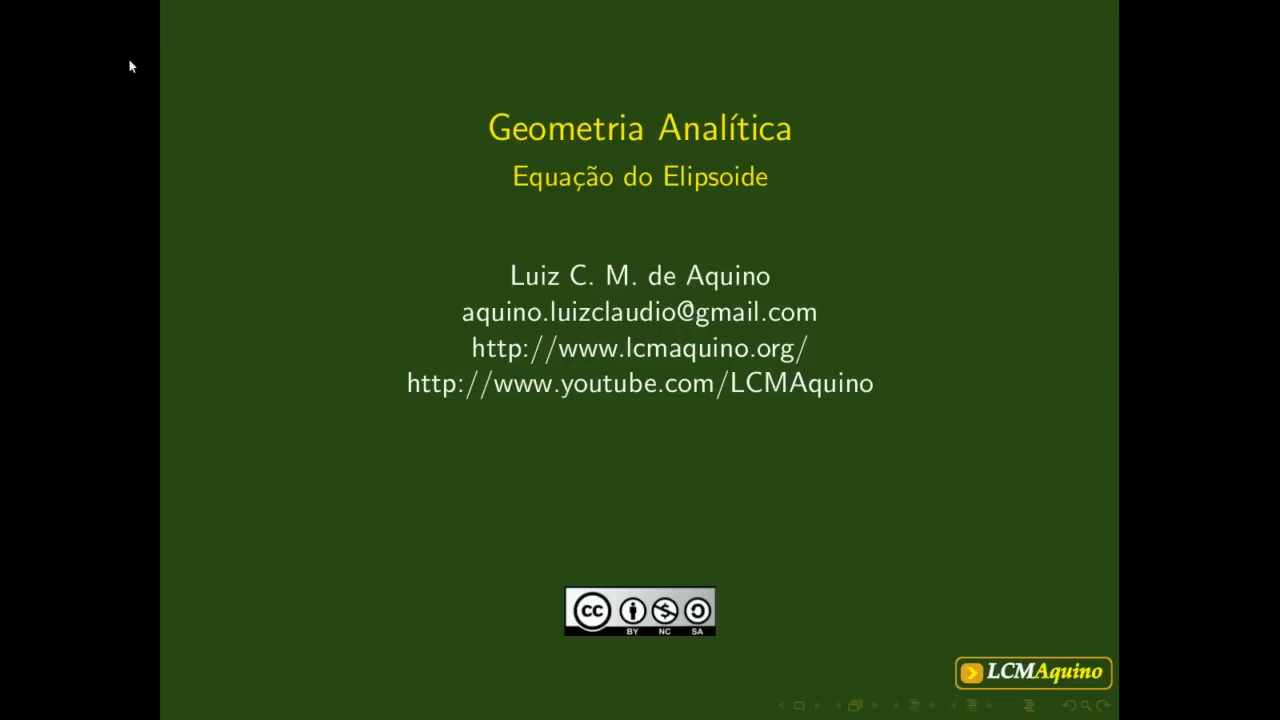 Geometria Analítica
Equação do Elipsoide
Luiz C. M. de Aquino
aquino.luizclaudio@gmail.com
http://www.lcmaquino.org/
http://www.youtube.com/LCMAquino
cc
BY NC SA
LCMAquino